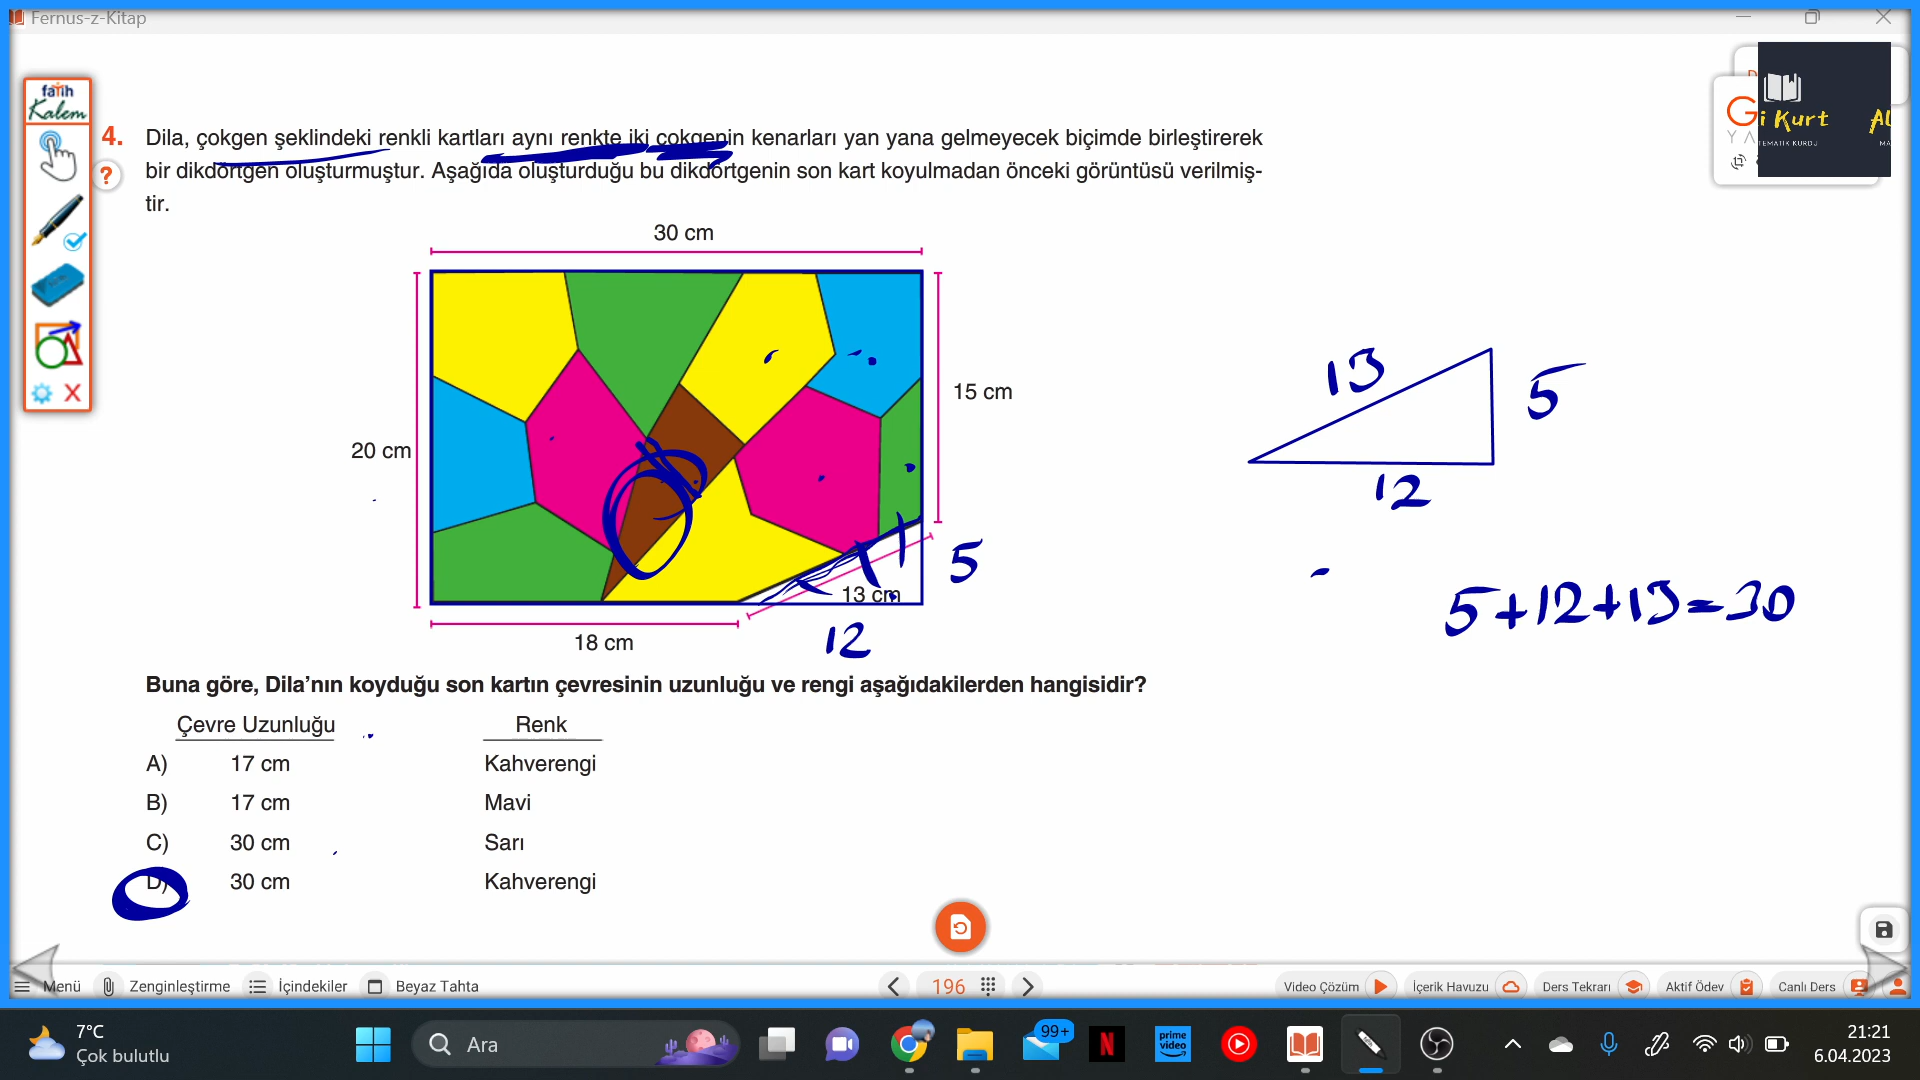 Fernus-z-Kitap
fatih
Kalem
i Kurt
TEMATİK KURDJ
4. Dila, çokgen şeklindeki renkli kartları aynı renkte iki çokgenin kenarları yan yana gelmeyecek biçimde birleştirerek
? bir dikdörtgen oluşturmuştur. Aşağıda oluşturduğu bu dikdörtgenin son kart koyulmadan önceki görüntüsü verilmiş-
tir.
30 cm
15 cm
20 cm
13 cm
18 cm
5
12
13
5
12
5+12+13=30
Buna göre, Dila'nın koyduğu son kartın çevresinin uzunluğu ve rengi aşağıdakilerden hangisidir?
Çevre Uzunluğu Renk
A) 17 cm Kahverengi
B) 17 cm Mavi
C) 30 cm Sarı
D) 30 cm Kahverengi
Menü Zenginleştirme İçindekiler Beyaz Tahta 196 Video Çözüm İçerik Havuzu Ders Tekrarı Aktif Ödev Canlı Ders
7°C
Çok bulutlu
Ara
99+
N
prime
video
21:21
6.04.2023